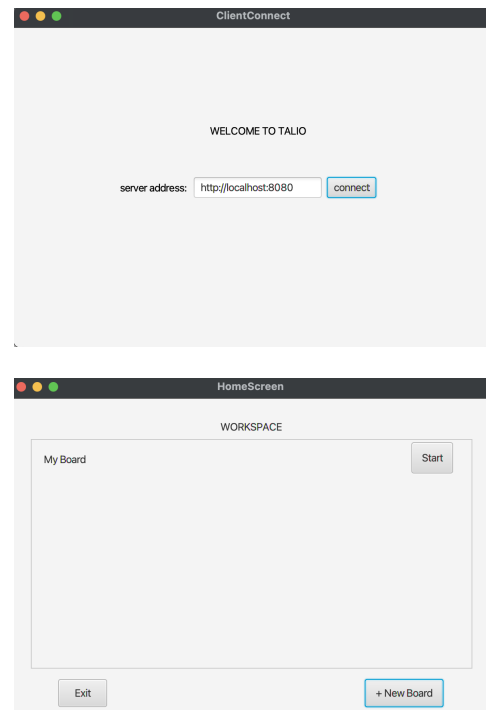 ClientConnect
WELCOME TO TALIO
server address: http://localhost:8080 connect
HomeScreen
WORKSPACE
My Board Start
Exit + New Board